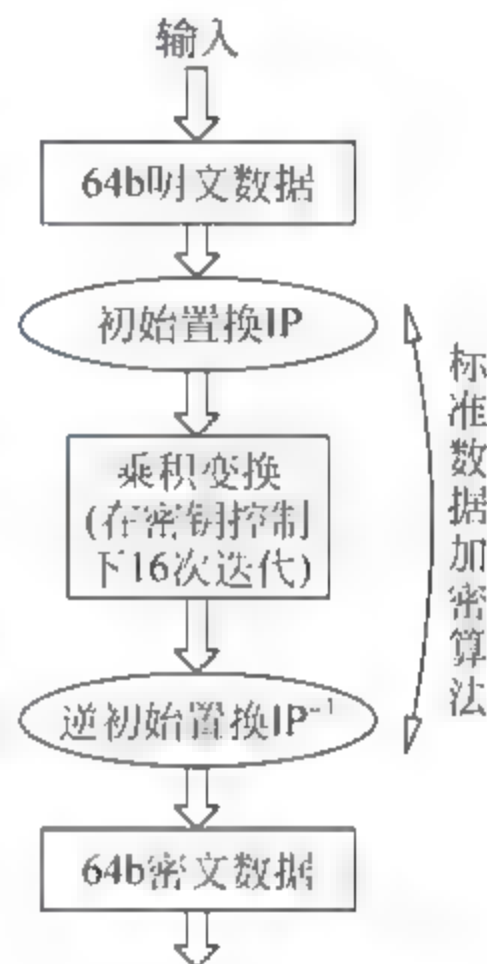 输入
64b明文数据
初始置换IP
乘积变换
(在密钥控制
下16次迭代)
逆初始置换IP⁻¹
64b密文数据
标准数据加密算法